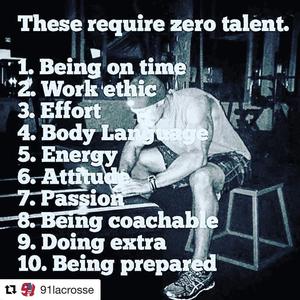 These require zero talent.
1. Being on time
2. Work ethic
3. Effort
4. Body Language
5. Energy
6. Attitude
7. Passion
8. Being coachable
9. Doing extra
10. Being prepared
91lacrosse